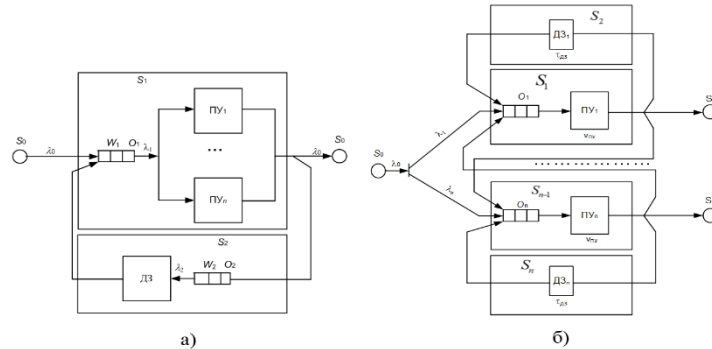 S₁
ПУ₁
S₀
λ₀
W₁ O₁
λ₁
...
λ₀
S₀
ПУₙ
S₂
ДЗ
λ₂
W₂ O₂
а)
S₂
ДЗ₁
τДЗ
S₁
O₁
ПУ₁
νПУ
S
λ₁
S₀
λ₀
λₙ
Sₙ₋₁
Oₙ
ПУₙ
νПУ
S
Sₙ
ДЗₙ
τДЗ
б)